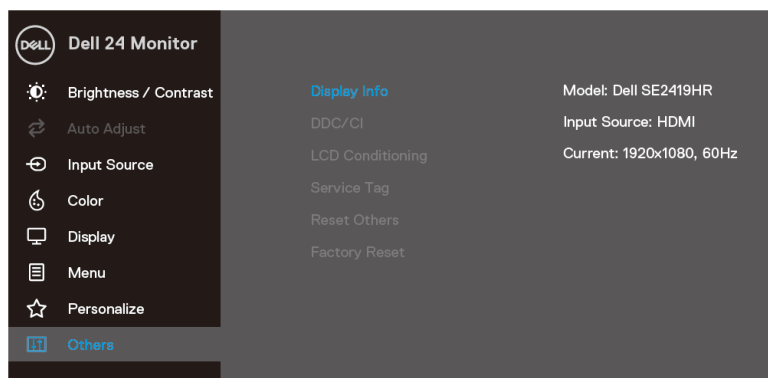 DELL
Dell 24 Monitor
Brightness / Contrast
Auto Adjust
Input Source
Color
Display
Menu
Personalize
Others
Display Info
DDC/CI
LCD Conditioning
Service Tag
Reset Others
Factory Reset
Model: Dell SE2419HR
Input Source: HDMI
Current: 1920x1080, 60Hz